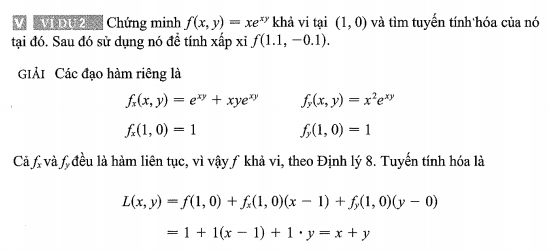 V VÍ DỤ 2 Chứng minh f(x, y) = xe^{xy} khả vi tại (1, 0) và tìm tuyến tính hóa của nó
tại đó. Sau đó sử dụng nó để tính xấp xỉ f(1.1, −0.1).
GIẢI Các đạo hàm riêng là
f_x(x, y) = e^{xy} + xye^{xy} f_y(x, y) = x^2e^{xy}
f_x(1, 0) = 1 f_y(1, 0) = 1
Cả f_x và f_y đều là hàm liên tục, vì vậy f khả vi, theo Định lý 8. Tuyến tính hóa là
L(x, y) = f(1, 0) + f_x(1, 0)(x − 1) + f_y(1, 0)(y − 0)
= 1 + 1(x − 1) + 1 · y = x + y